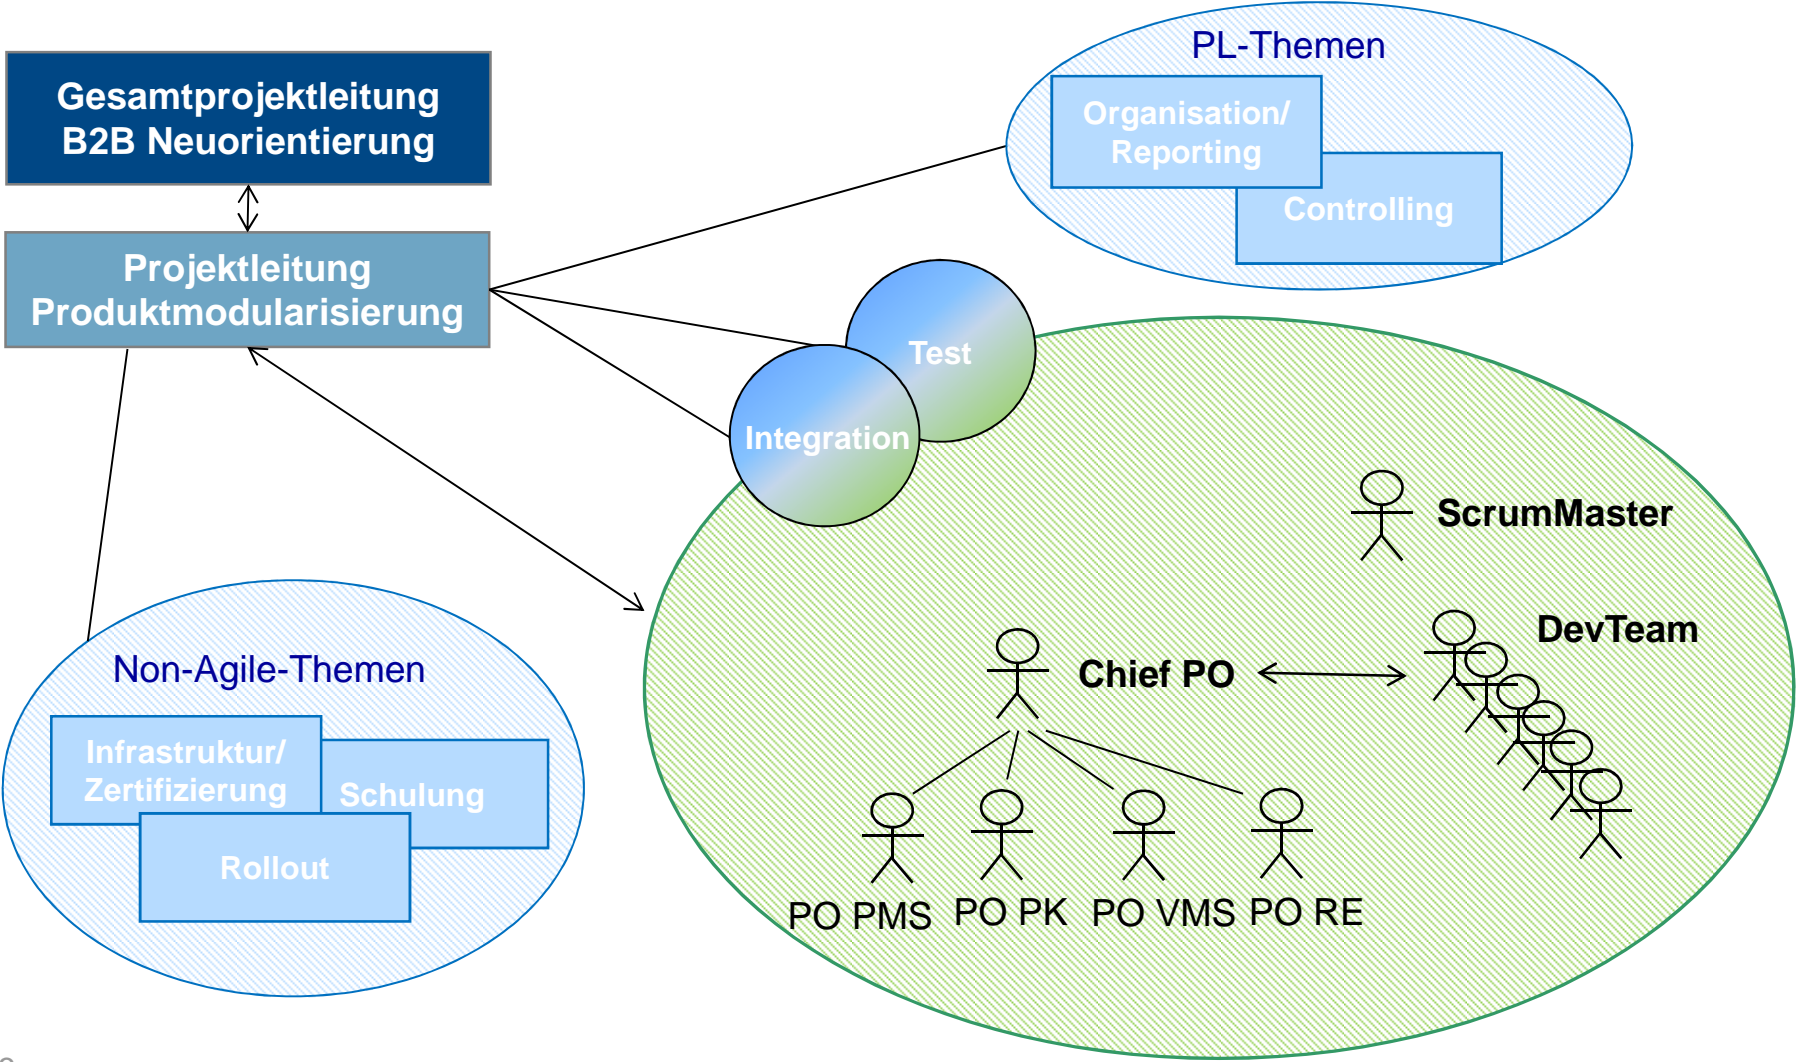 PL-Themen
Gesamtprojektleitung
B2B Neuorientierung
Organisation/
Reporting
Controlling
Projektleitung
Produktmodularisierung
Test
Integration
ScrumMaster
DevTeam
Chief PO
Non-Agile-Themen
Infrastruktur/
Zertifizierung
Schulung
Rollout
PO PMS PO PK PO VMS PO RE